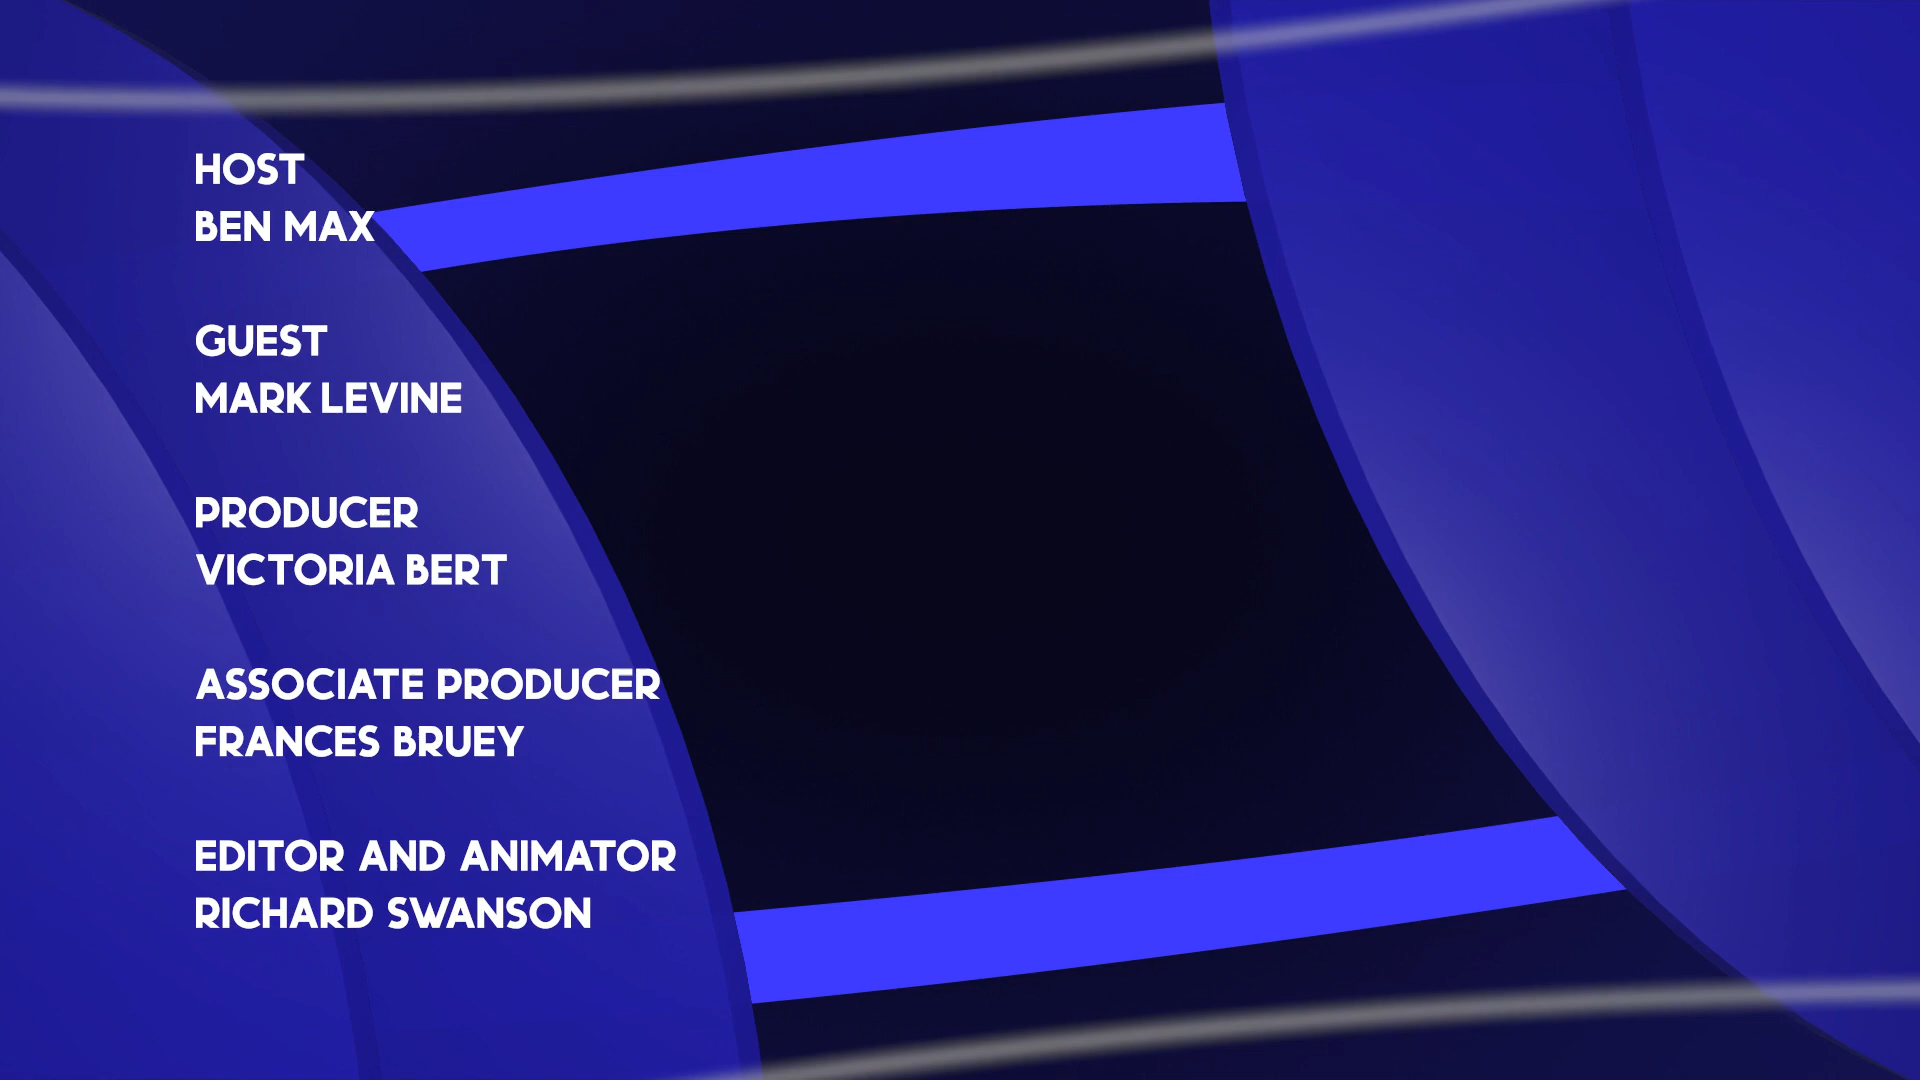 HOST
BEN MAX
GUEST
MARK LEVINE
PRODUCER
VICTORIA BERT
ASSOCIATE PRODUCER
FRANCES BRUEY
EDITOR AND ANIMATOR
RICHARD SWANSON